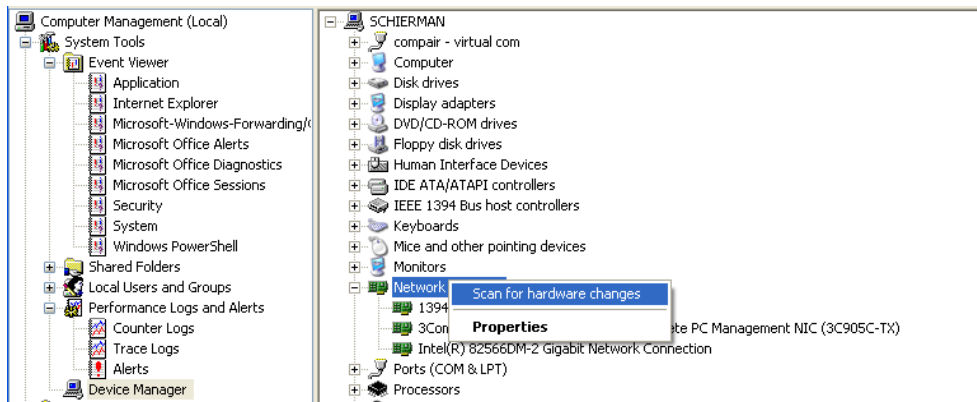 Computer Management (Local)
System Tools
Event Viewer
Application
Internet Explorer
Microsoft-Windows-Forwarding/
Microsoft Office Alerts
Microsoft Office Diagnostics
Microsoft Office Sessions
Security
System
Windows PowerShell
Shared Folders
Local Users and Groups
Performance Logs and Alerts
Counter Logs
Trace Logs
Alerts
Device Manager
SCHIERMAN
compair - virtual com
Computer
Disk drives
Display adapters
DVD/CD-ROM drives
Floppy disk drives
Human Interface Devices
IDE ATA/ATAPI controllers
IEEE 1394 Bus host controllers
Keyboards
Mice and other pointing devices
Monitors
Network
Scan for hardware changes
1394
Properties
3Com ete PC Management NIC (3C905C-TX)
Intel(R) 82566DM-2 Gigabit Network Connection
Ports (COM & LPT)
Processors